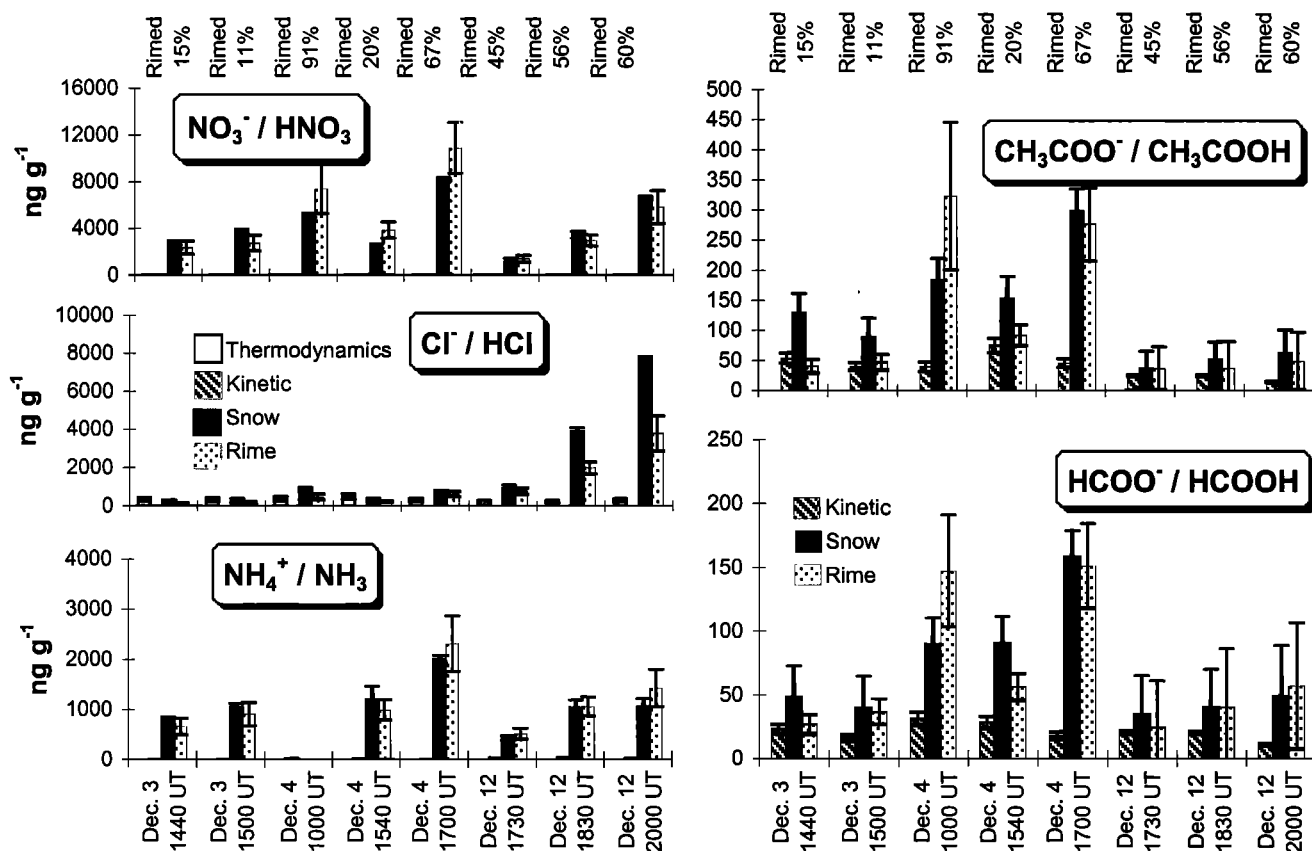 Rimed 15%
Rimed 11%
Rimed 91%
Rimed 20%
Rimed 67%
Rimed 45%
Rimed 56%
Rimed 60%
16000
12000
8000
4000
0
ng g⁻¹
NO₃⁻ / HNO₃
10000
8000
6000
4000
2000
0
ng g⁻¹
Cl⁻ / HCl
Thermodynamics
Kinetic
Snow
Rime
4000
3000
2000
1000
0
ng g⁻¹
NH₄⁺ / NH₃
Dec. 3 1440 UT
Dec. 3 1500 UT
Dec. 4 1000 UT
Dec. 4 1540 UT
Dec. 4 1700 UT
Dec. 12 1730 UT
Dec. 12 1830 UT
Dec. 12 2000 UT
Rimed 15%
Rimed 11%
Rimed 91%
Rimed 20%
Rimed 67%
Rimed 45%
Rimed 56%
Rimed 60%
500
450
400
350
300
250
200
150
100
50
0
CH₃COO⁻ / CH₃COOH
250
200
150
100
50
0
HCOO⁻ / HCOOH
Kinetic
Snow
Rime
Dec. 3 1440 UT
Dec. 3 1500 UT
Dec. 4 1000 UT
Dec. 4 1540 UT
Dec. 4 1700 UT
Dec. 12 1730 UT
Dec. 12 1830 UT
Dec. 12 2000 UT